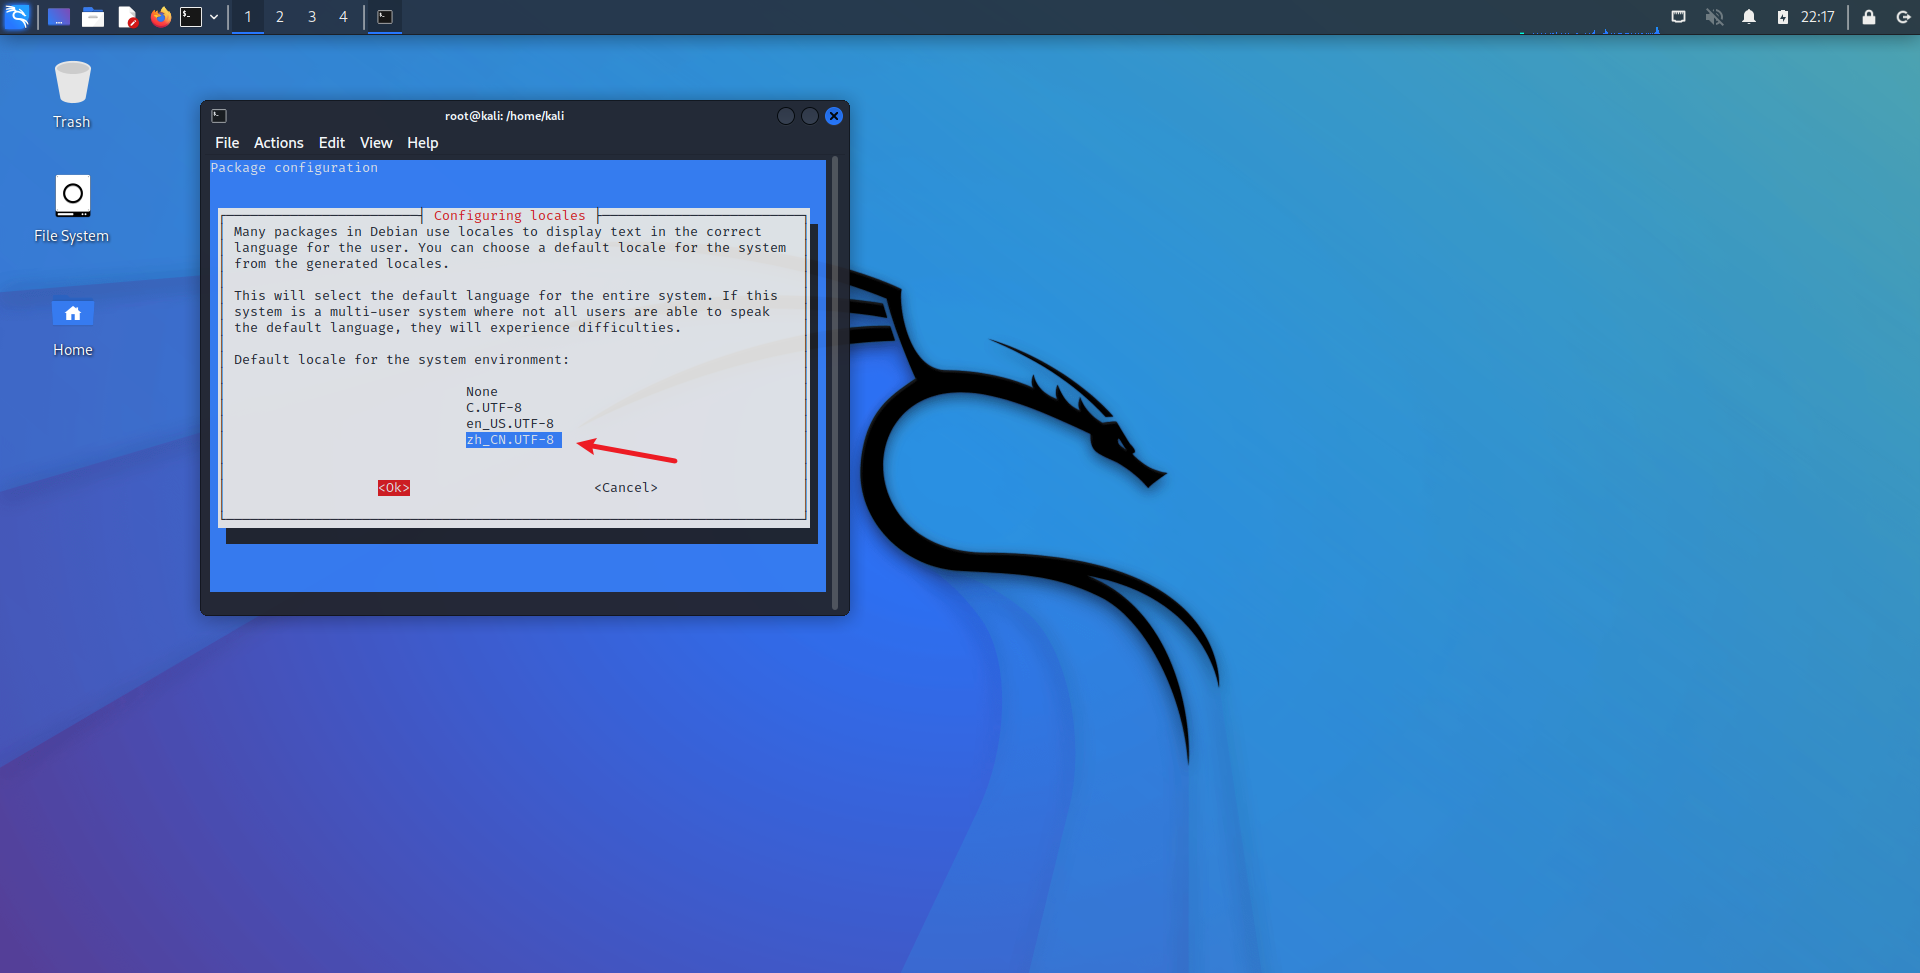 1 2 3 4
22:17
Trash
File System
Home
root@kali: /home/kali
File Actions Edit View Help
Package configuration
Configuring locales
Many packages in Debian use locales to display text in the correct
language for the user. You can choose a default locale for the system
from the generated locales.
This will select the default language for the entire system. If this
system is a multi-user system where not all users are able to speak
the default language, they will experience difficulties.
Default locale for the system environment:
None
C.UTF-8
en_US.UTF-8
zh_CN.UTF-8
<Ok> <Cancel>